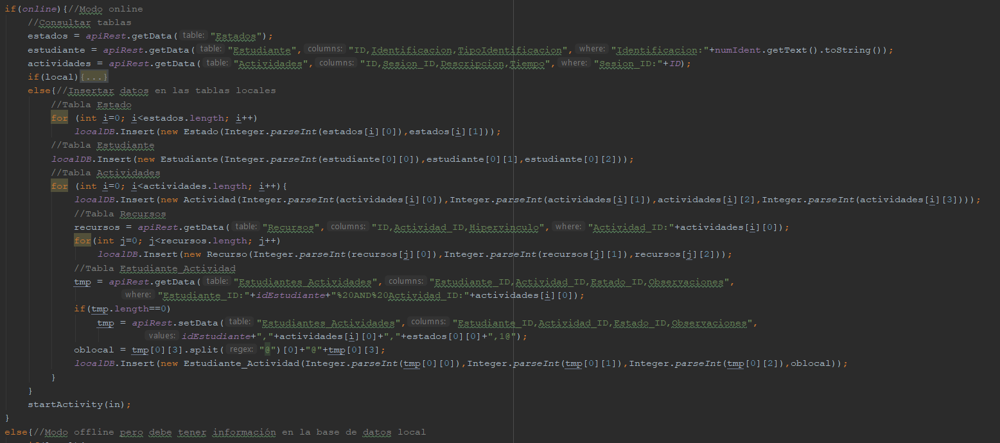 if(online){//Modo online
//Consultar tablas
estados = apiRest.getData( table: "Estados");
estudiante = apiRest.getData( table: "Estudiante", columns: "ID,Identificacion,TipoIdentificacion", where: "Identificacion:"+numIdent.getText().toString());
actividades = apiRest.getData( table: "Actividades", columns: "ID,Sesion_ID,Descripcion,Tiempo", where: "Sesion_ID:"+ID);
if(local){...}
else{//Insertar datos en las tablas locales
//Tabla Estado
for (int i=0; i<estados.length; i++)
localDB.Insert(new Estado(Integer.parseInt(estados[i][0]),estados[i][1]));
//Tabla Estudiante
localDB.Insert(new Estudiante(Integer.parseInt(estudiante[0][0]),estudiante[0][1],estudiante[0][2]));
//Tabla Actividades
for (int i=0; i<actividades.length; i++){
localDB.Insert(new Actividad(Integer.parseInt(actividades[i][0]),Integer.parseInt(actividades[i][1]),actividades[i][2],Integer.parseInt(actividades[i][3])));
//Tabla Recursos
recursos = apiRest.getData( table: "Recursos", columns: "ID,Actividad_ID,Hipervinculo", where: "Actividad_ID:"+actividades[i][0]);
for(int j=0; j<recursos.length; j++)
localDB.Insert(new Recurso(Integer.parseInt(recursos[j][0]),Integer.parseInt(recursos[j][1]),recursos[j][2]));
//Tabla Estudiante_Actividad
tmp = apiRest.getData( table: "Estudiantes_Actividades", columns: "Estudiante_ID,Actividad_ID,Estado_ID,Observaciones",
where: "Estudiante_ID:"+idEstudiante+"%20AND%20Actividad_ID:"+actividades[i][0]);
if(tmp.length==0)
tmp = apiRest.setData( table: "Estudiantes_Actividades", columns: "Estudiante_ID,Actividad_ID,Estado_ID,Observaciones",
values: idEstudiante+","+actividades[i][0]+","+estados[0][0]+",1@");
oblocal = tmp[0][3].split( regex: "@")[0]+"@"+tmp[0][3];
localDB.Insert(new Estudiante_Actividad(Integer.parseInt(tmp[0][0]),Integer.parseInt(tmp[0][1]),Integer.parseInt(tmp[0][2]),oblocal));
}
}
startActivity(in);
}
else{//Modo offline pero debe tener información en la base de datos local